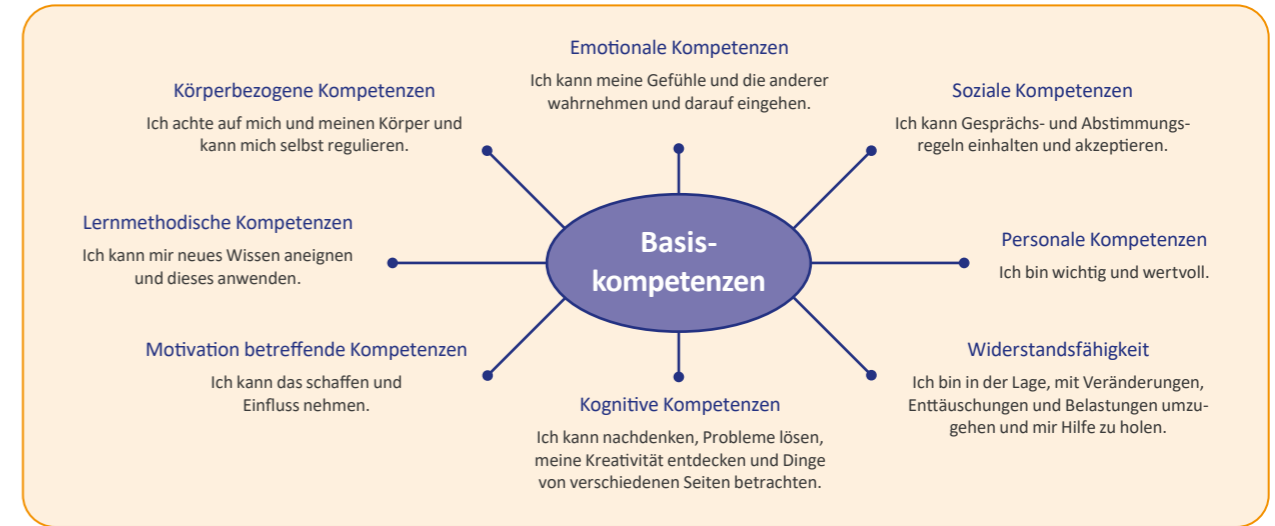 Emotionale Kompetenzen
Ich kann meine Gefühle und die anderer
wahrnehmen und darauf eingehen.
Körperbezogene Kompetenzen
Ich achte auf mich und meinen Körper und
kann mich selbst regulieren.
Soziale Kompetenzen
Ich kann Gesprächs- und Abstimmungs-
regeln einhalten und akzeptieren.
Lernmethodische Kompetenzen
Ich kann mir neues Wissen aneignen
und dieses anwenden.
Basis-
kompetenzen
Personale Kompetenzen
Ich bin wichtig und wertvoll.
Motivation betreffende Kompetenzen
Ich kann das schaffen und
Einfluss nehmen.
Kognitive Kompetenzen
Ich kann nachdenken, Probleme lösen,
meine Kreativität entdecken und Dinge
von verschiedenen Seiten betrachten.
Widerstandsfähigkeit
Ich bin in der Lage, mit Veränderungen,
Enttäuschungen und Belastungen umzu-
gehen und mir Hilfe zu holen.